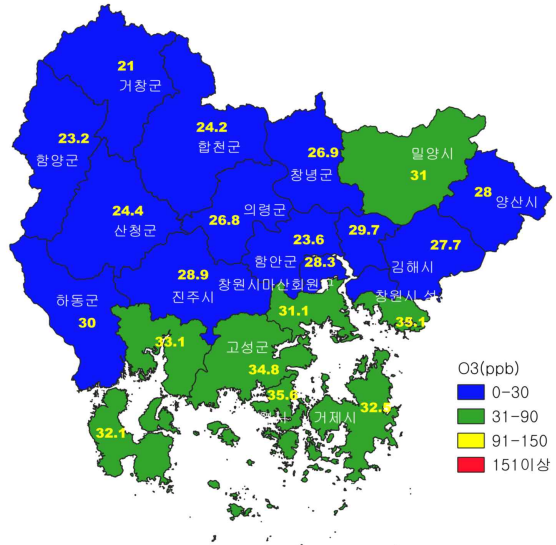 21
거창군
23.2
함양군
24.2
합천군
26.9
창녕군
밀양시
31
28
양산시
24.4
산청군
의령군
26.8
29.7
27.7
김해시
23.6
함안군
28.3
창원시마산회원구
28.9
진주시
하동군
30
31.1
창원시
35.1
33.1
고성군
34.8
35.6
거제시
32.1
O3(ppb)
0-30
31-90
91-150
151이상